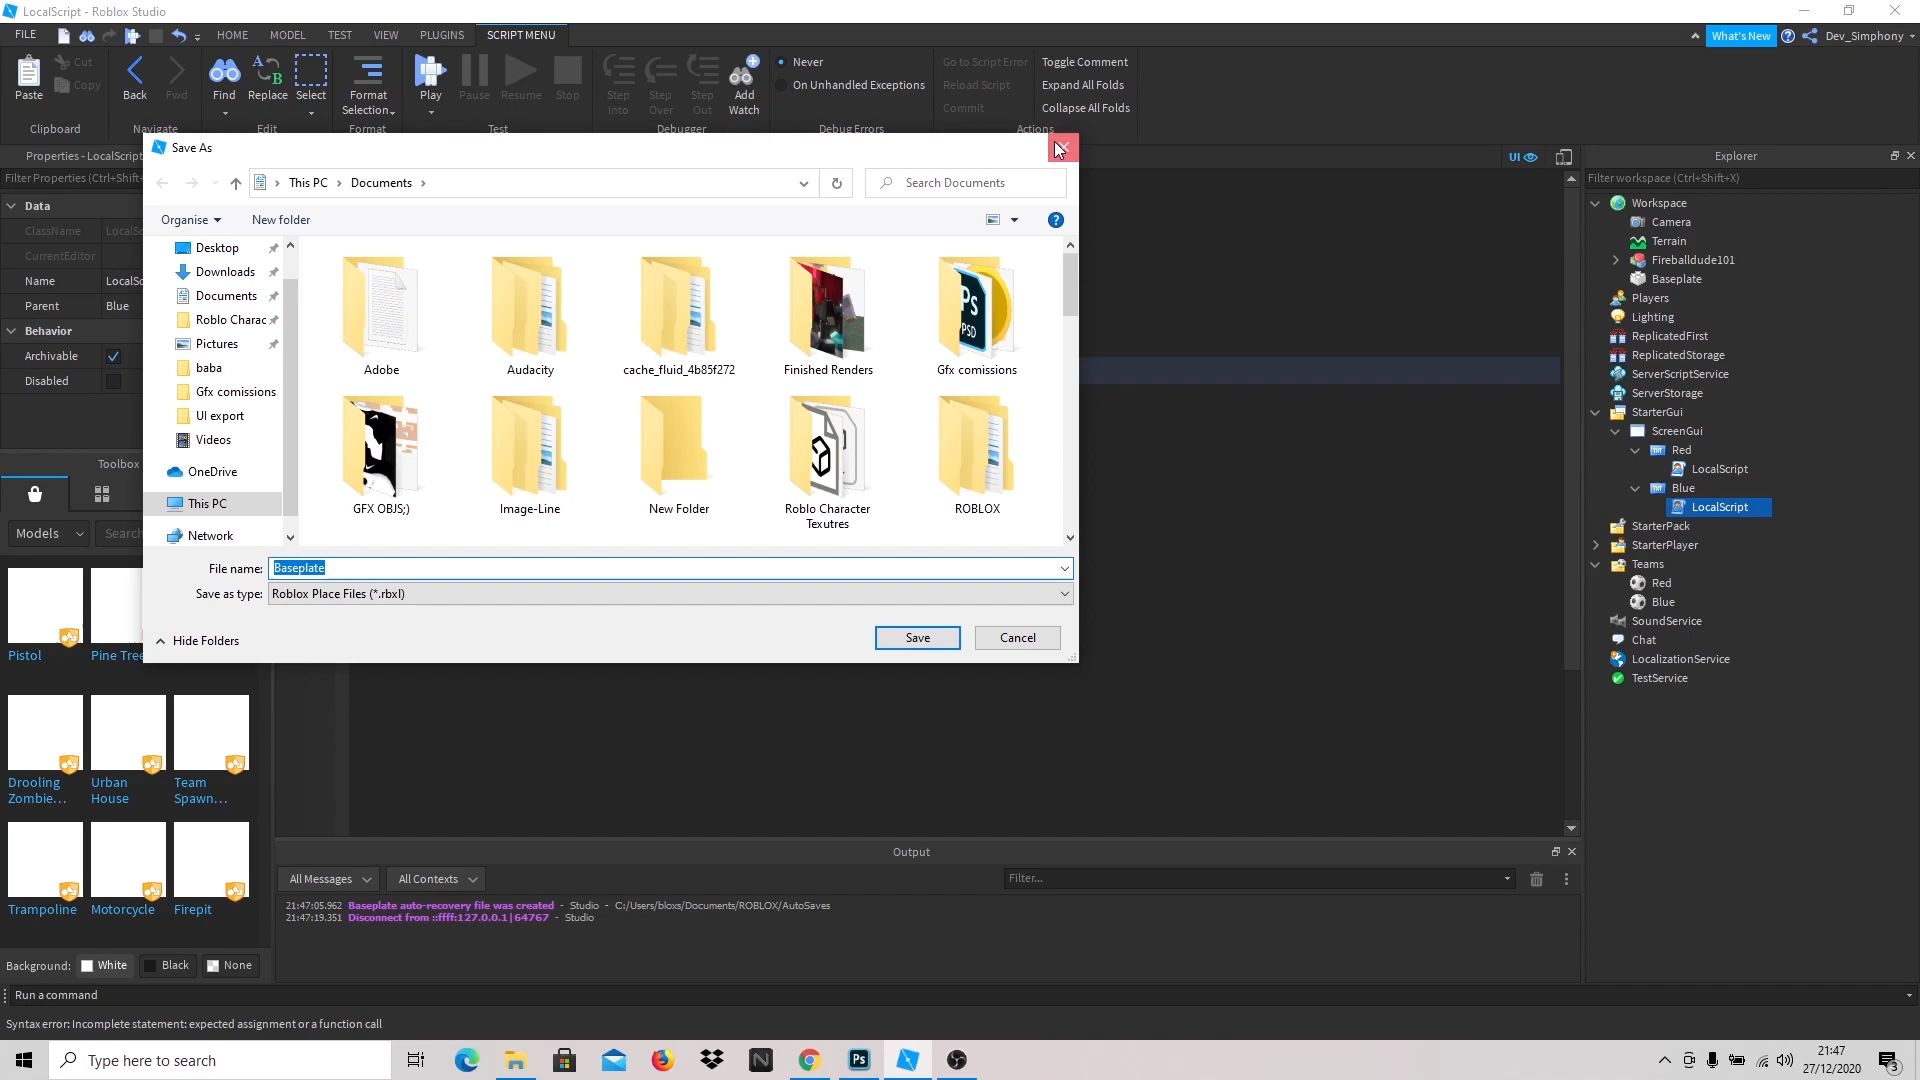 LocalScript - Roblox Studio
FILE HOME MODEL TEST VIEW PLUGINS SCRIPT MENU What's New Dev_Simphony
Paste Cut Copy Back Fwd Find Replace Select Format Selection Play Pause Resume Stop Step Into Step Over Step Out Add Watch
Never
On Unhandled Exceptions
Go to Script Error
Reload Script
Commit
Toggle Comment
Expand All Folds
Collapse All Folds
Clipboard Navigate Edit Format Test Debugger Debug Errors Actions
Properties - LocalScript
Filter Properties (Ctrl+Shift+
Data
ClassName LocalSc
CurrentEditor
Name LocalSc
Parent Blue
Behavior
Archivable
Disabled
Save As
This PC Documents
Search Documents
Organise New folder
Desktop
Downloads
Documents
Roblo Charac
Pictures
baba
Gfx comissions
UI export
Videos
OneDrive
This PC
Network
Adobe
Audacity
cache_fluid_4b85f272
Finished Renders
Ps
PSD
Gfx comissions
GFX OBJS;)
Image-Line
New Folder
Roblo Character Texutres
ROBLOX
File name: Baseplate
Save as type: Roblox Place Files (*.rbxl)
Hide Folders
Save Cancel
UI
Explorer
Filter workspace (Ctrl+Shift+X)
Workspace
Camera
Terrain
Fireballdude101
Baseplate
Players
Lighting
ReplicatedFirst
ReplicatedStorage
ServerScriptService
ServerStorage
StarterGui
ScreenGui
Red
LocalScript
Blue
LocalScript
StarterPack
StarterPlayer
Teams
Red
Blue
SoundService
Chat
LocalizationService
TestService
Toolbox
Models Search
Pistol
Pine Tree
Drooling Zombie...
Urban House
Team Spawn...
Trampoline
Motorcycle
Firepit
Background: White Black None
Output
All Messages All Contexts Filter...
21:47:05.962 Baseplate auto-recovery file was created - Studio - C:/Users/bloxs/Documents/ROBLOX/AutoSaves
21:47:19.351 Disconnect from ::ffff:127.0.0.1|64767 - Studio
Run a command
Syntax error: Incomplete statement: expected assignment or a function call
Type here to search
Ps
21:47
27/12/2020
3